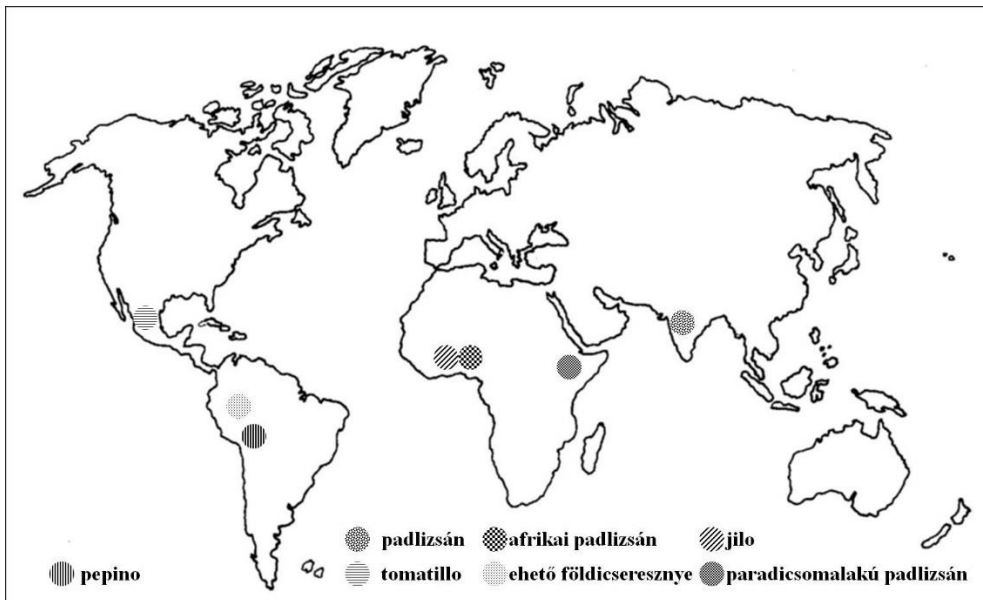 padlizsán afrikai padlizsán jilo
pepino tomatillo ehető földicseresznye paradicsomalakú padlizsán